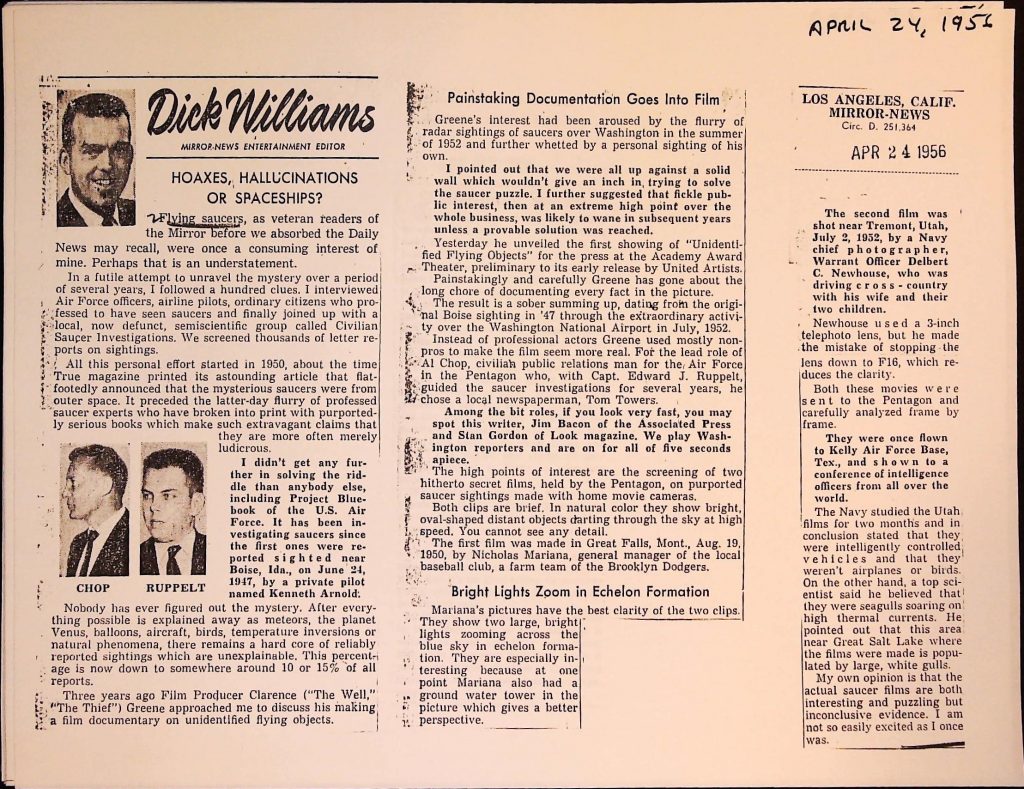 APRIL 24, 1956
Dick Williams
MIRROR-NEWS ENTERTAINMENT EDITOR
HOAXES, HALLUCINATIONS
OR SPACESHIPS?
Flying saucers, as veteran readers of
the Mirror before we absorbed the Daily
News may recall, were once a consuming interest of
mine. Perhaps that is an understatement.
In a futile attempt to unravel the mystery over a period
of several years, I followed a hundred clues. I interviewed
Air Force officers, airline pilots, ordinary citizens who pro-
fessed to have seen saucers and finally joined up with a
local, now defunct, semiscientific group called Civilian
Saucer Investigations. We screened thousands of letter re-
ports on sightings.
All this personal effort started in 1950, about the time
True magazine printed its astounding article that flat-
footedly announced that the mysterious saucers were from
outer space. It preceded the latter-day flurry of professed
saucer experts who have broken into print with purported-
ly serious books which make such extravagant claims that
they are more often merely
ludicrous.
I didn't get any fur-
ther in solving the rid-
dle than anybody else,
including Project Blue-
book of the U.S. Air
Force. It has been in-
vestigating saucers since
the first ones were re-
ported sighted near
Boise, Ida., on June 24,
1947, by a private pilot
named Kenneth Arnold.
CHOP RUPPELT
Nobody has ever figured out the mystery. After every-
thing possible is explained away as meteors, the planet
Venus, balloons, aircraft, birds, temperature inversions or
natural phenomena, there remains a hard core of reliably
reported sightings which are unexplainable. This percent-
age is now down to somewhere around 10 or 15% of all
reports.
Three years ago Film Producer Clarence ("The Well,"
"The Thief") Greene approached me to discuss his making
a film documentary on unidentified flying objects.
Painstaking Documentation Goes Into Film
Greene's interest had been aroused by the flurry of
radar sightings of saucers over Washington in the summer
of 1952 and further whetted by a personal sighting of his
own.
I pointed out that we were all up against a solid
wall which wouldn't give an inch in trying to solve
the saucer puzzle. I further suggested that fickle pub-
lic interest, then at an extreme high point over the
whole business, was likely to wane in subsequent years
unless a provable solution was reached.
Yesterday he unveiled the first showing of "Unidenti-
fied Flying Objects" for the press at the Academy Award
Theater, preliminary to its early release by United Artists.
Painstakingly and carefully Greene has gone about the
long chore of documenting every fact in the picture.
The result is a sober summing up, dating from the origi-
nal Boise sighting in '47 through the extraordinary activi-
ty over the Washington National Airport in July, 1952.
Instead of professional actors Greene used mostly non-
pros to make the film seem more real. For the lead role of
Al Chop, civilian public relations man for the Air Force
in the Pentagon who, with Capt. Edward J. Ruppelt,
guided the saucer investigations for several years, he
chose a local newspaperman, Tom Towers.
Among the bit roles, if you look very fast, you may
spot this writer, Jim Bacon of the Associated Press
and Stan Gordon of Look magazine. We play Wash-
ington reporters and are on for all of five seconds
apiece.
The high points of interest are the screening of two
hitherto secret films, held by the Pentagon, on purported
saucer sightings made with home movie cameras.
Both clips are brief. In natural color they show bright,
oval-shaped distant objects darting through the sky at high
speed. You cannot see any detail.
The first film was made in Great Falls, Mont., Aug. 19,
1950, by Nicholas Mariana, general manager of the local
baseball club, a farm team of the Brooklyn Dodgers.
Bright Lights Zoom in Echelon Formation
Mariana's pictures have the best clarity of the two clips.
They show two large, bright
lights zooming across the
blue sky in echelon forma-
tion. They are especially in-
teresting because at one
point Mariana also had a
ground water tower in the
picture which gives a better
perspective.
LOS ANGELES, CALIF.
MIRROR-NEWS
Circ. D. 251,364
APR 24 1956
The second film was
shot near Tremont, Utah,
July 2, 1952, by a Navy
chief photographer,
Warrant Officer Delbert
C. Newhouse, who was
driving cross-country
with his wife and their
two children.
Newhouse used a 3-inch
telephoto lens, but he made
the mistake of stopping the
lens down to F16, which re-
duces the clarity.
Both these movies were
sent to the Pentagon and
carefully analyzed frame by
frame.
They were once flown
to Kelly Air Force Base,
Tex., and shown to a
conference of intelligence
officers from all over the
world.
The Navy studied the Utah
films for two months and in
conclusion stated that they
were intelligently controlled
vehicles and that they
weren't airplanes or birds.
On the other hand, a top sci-
entist said he believed that
they were seagulls soaring on
high thermal currents. He
pointed out that this area
near Great Salt Lake where
the films were made is popu-
lated by large, white gulls.
My own opinion is that the
actual saucer films are both
interesting and puzzling but
inconclusive evidence. I am
not so easily excited as I once
was.